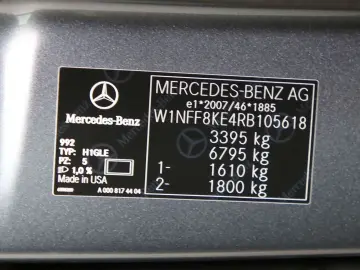 Mercedes-Benz
992
TYP: H1GLE
PZ: 5
1,0 %
Made in USA
A 000 817 44 04
MERCEDES-BENZ AG
e1*2007/46*1885
W1NFF8KE4RB105618
3395 kg
6795 kg
1- 1610 kg
2- 1800 kg